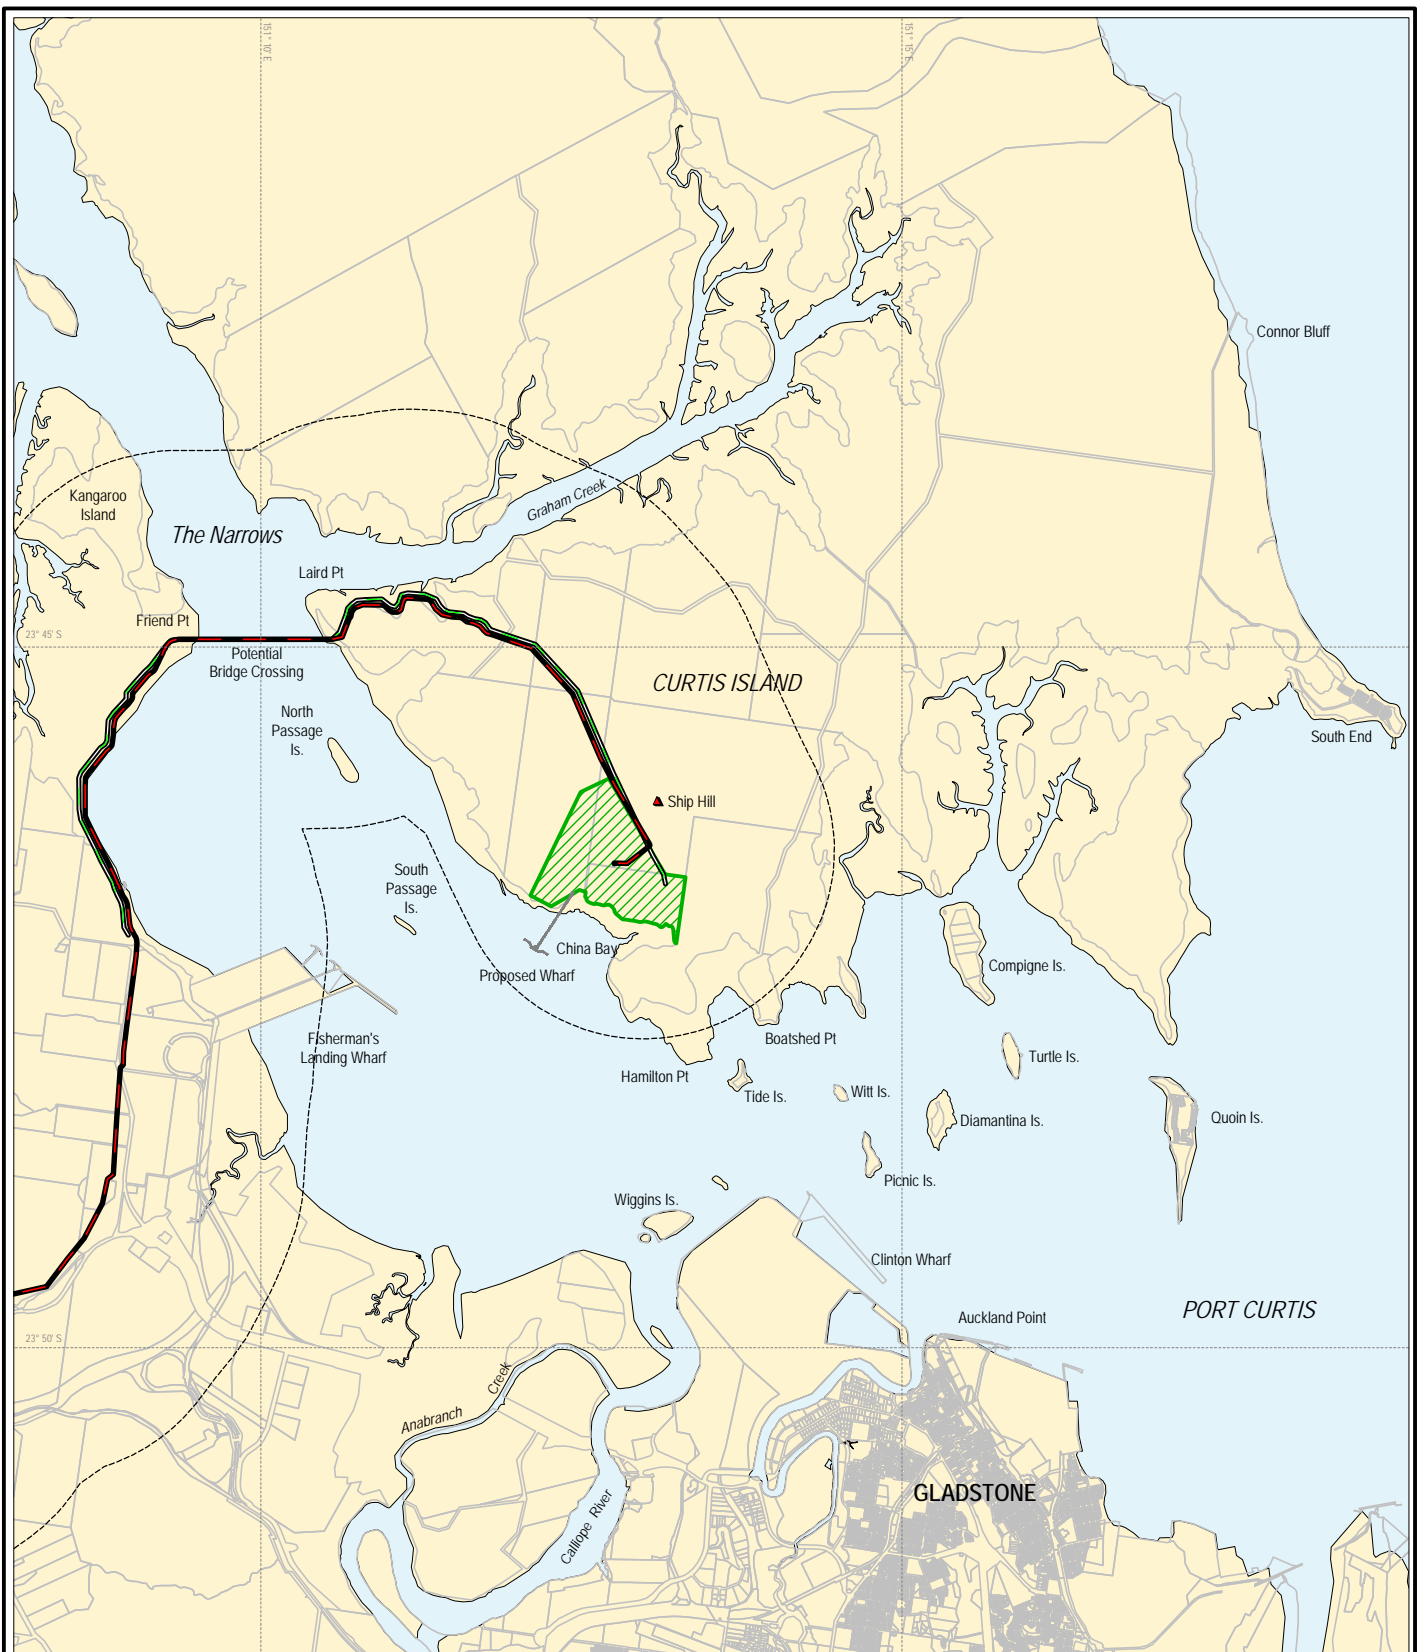 151° 10' E
151° 15' E
Connor Bluff
Kangaroo
Island
Graham Creek
The Narrows
Laird Pt
Friend Pt
23° 45' S
Potential
Bridge Crossing
CURTIS ISLAND
North
Passage
Is.
South End
Ship Hill
South
Passage
Is.
China Bay
Proposed Wharf
Compigne Is.
Fisherman's
Landing Wharf
Boatshed Pt
Turtle Is.
Hamilton Pt
Tide Is.
Witt Is.
Diamantina Is.
Quoin Is.
Picnic Is.
Wiggins Is.
Clinton Wharf
PORT CURTIS
Auckland Point
23° 50' S
Anabranch Creek
GLADSTONE
Calliope River